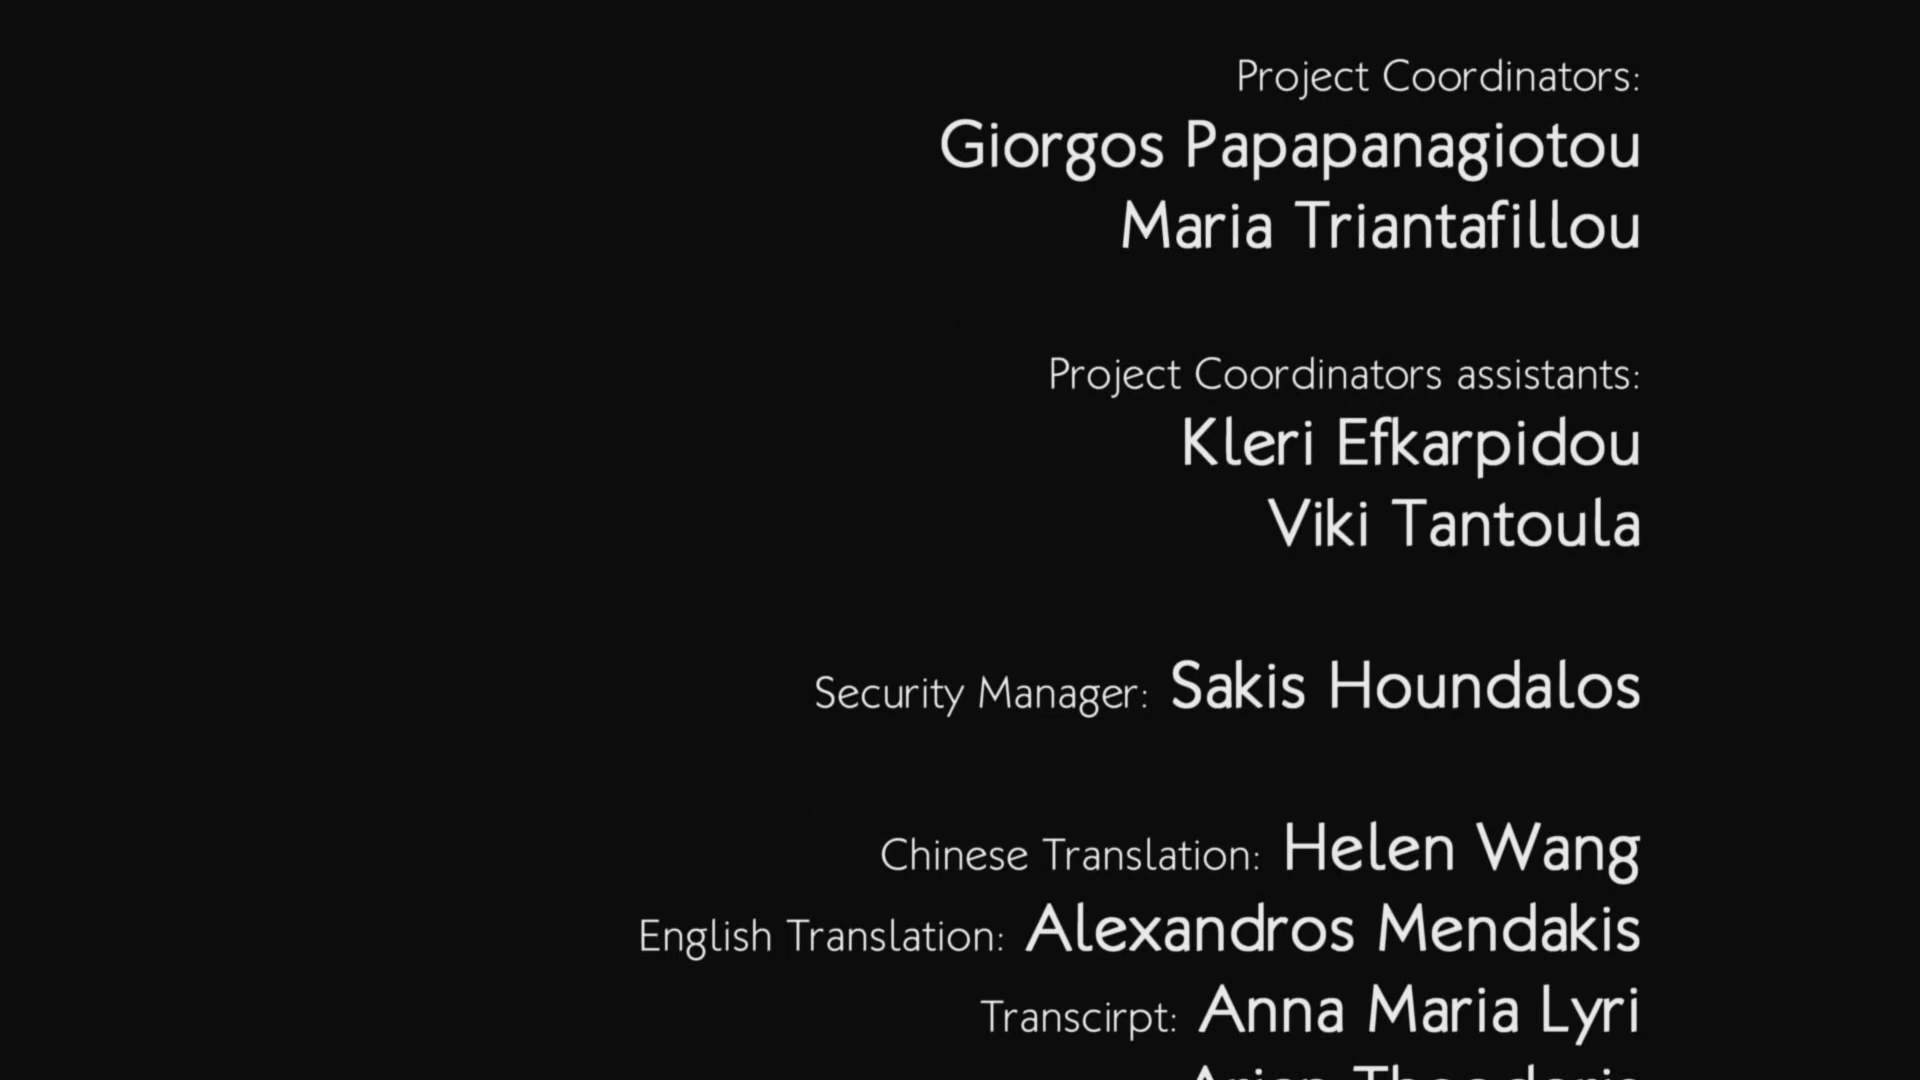 Project Coordinators:
Giorgos Papapanagiotou
Maria Triantafillou
Project Coordinators assistants:
Kleri Efkarpidou
Viki Tantoula
Security Manager: Sakis Houndalos
Chinese Translation: Helen Wang
English Translation: Alexandros Mendakis
Transcirpt: Anna Maria Lyri